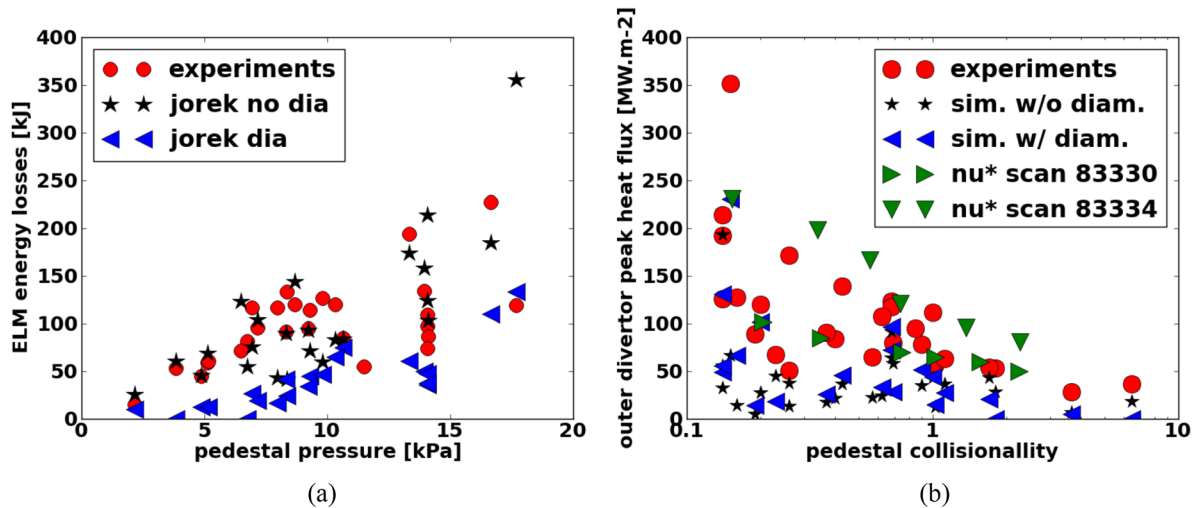 400
350
300
250
200
150
100
50
0
ELM energy losses [kJ]
experiments
jorek no dia
jorek dia
0 5 10 15 20
pedestal pressure [kPa]
(a)
400
350
300
250
200
150
100
50
0
outer divertor peak heat flux [MW.m-2]
experiments
sim. w/o diam.
sim. w/ diam.
nu* scan 83330
nu* scan 83334
0.1 1 10
pedestal collisionallity
(b)